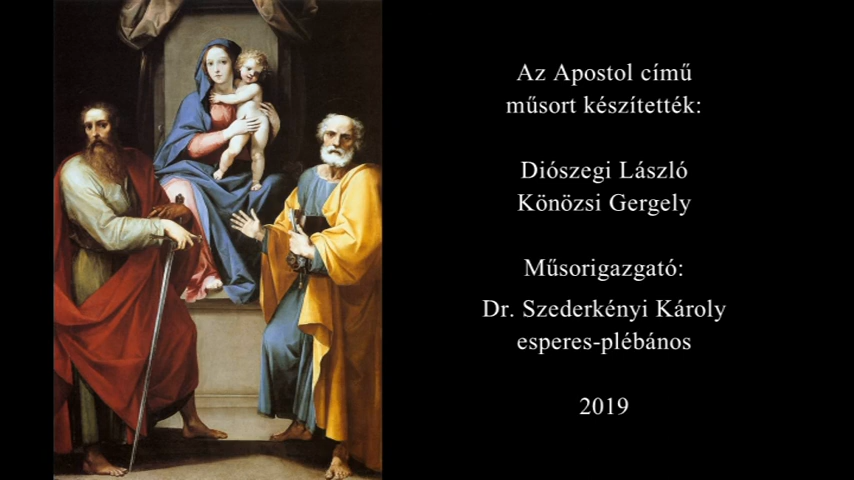 Az Apostol című
műsort készítették:
Diószegi László
Könözsi Gergely
Műsorigazgató:
Dr. Szederkényi Károly
esperes-plébános
2019